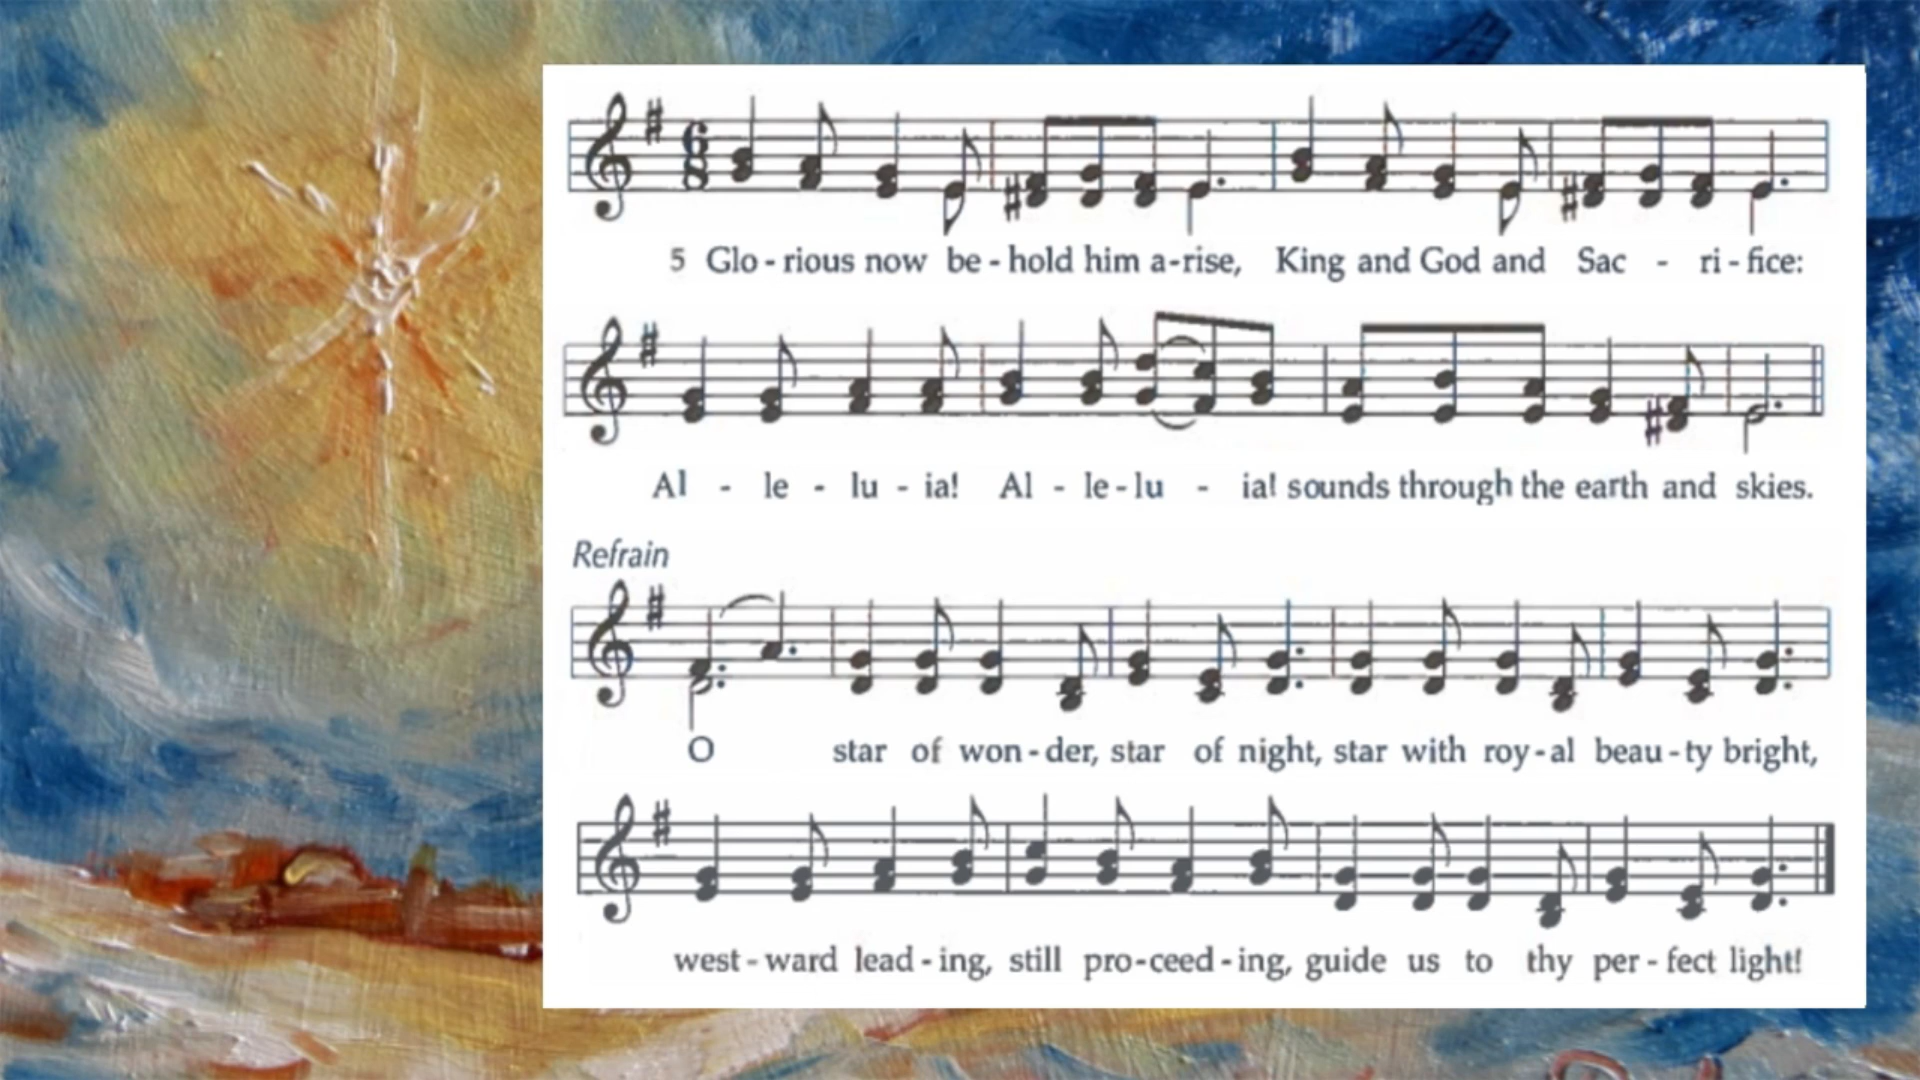 6
8
5 Glo - rious now be - hold him a - rise, King and God and Sac - ri - fice:
Al - le - lu - ia! Al - le - lu - ia! sounds through the earth and skies.
Refrain
O star of won - der, star of night, star with roy - al beau - ty bright,
west - ward lead - ing, still pro - ceed - ing, guide us to thy per - fect light!